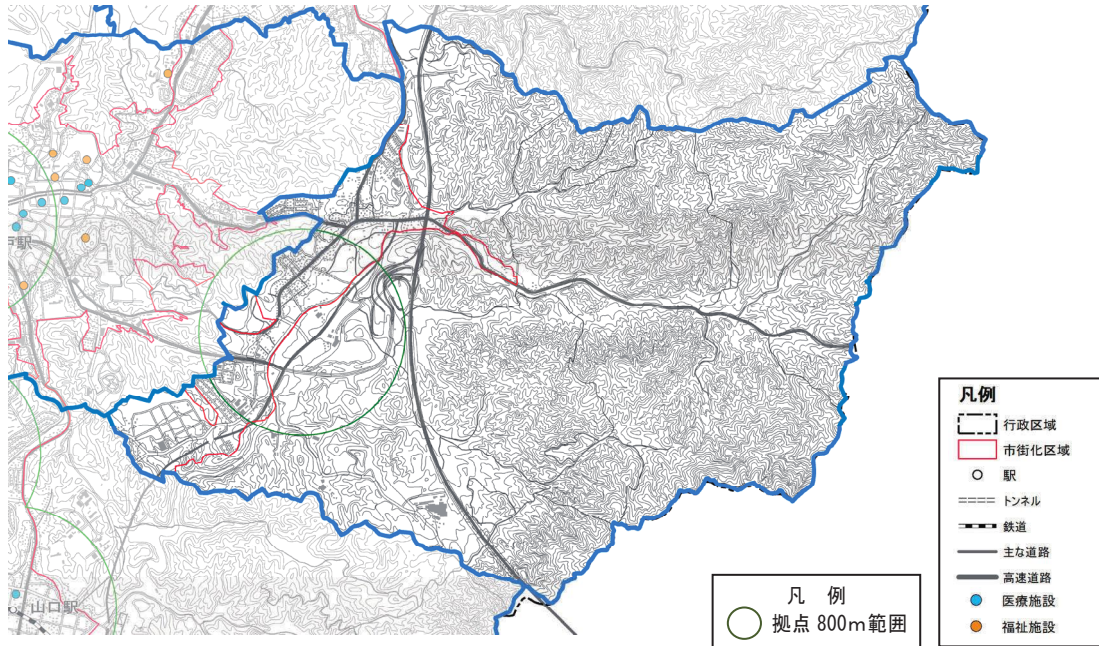 戸駅
山口駅
凡 例
拠点 800m範囲
凡例
行政区域
市街化区域
駅
トンネル
鉄道
主な道路
高速道路
医療施設
福祉施設